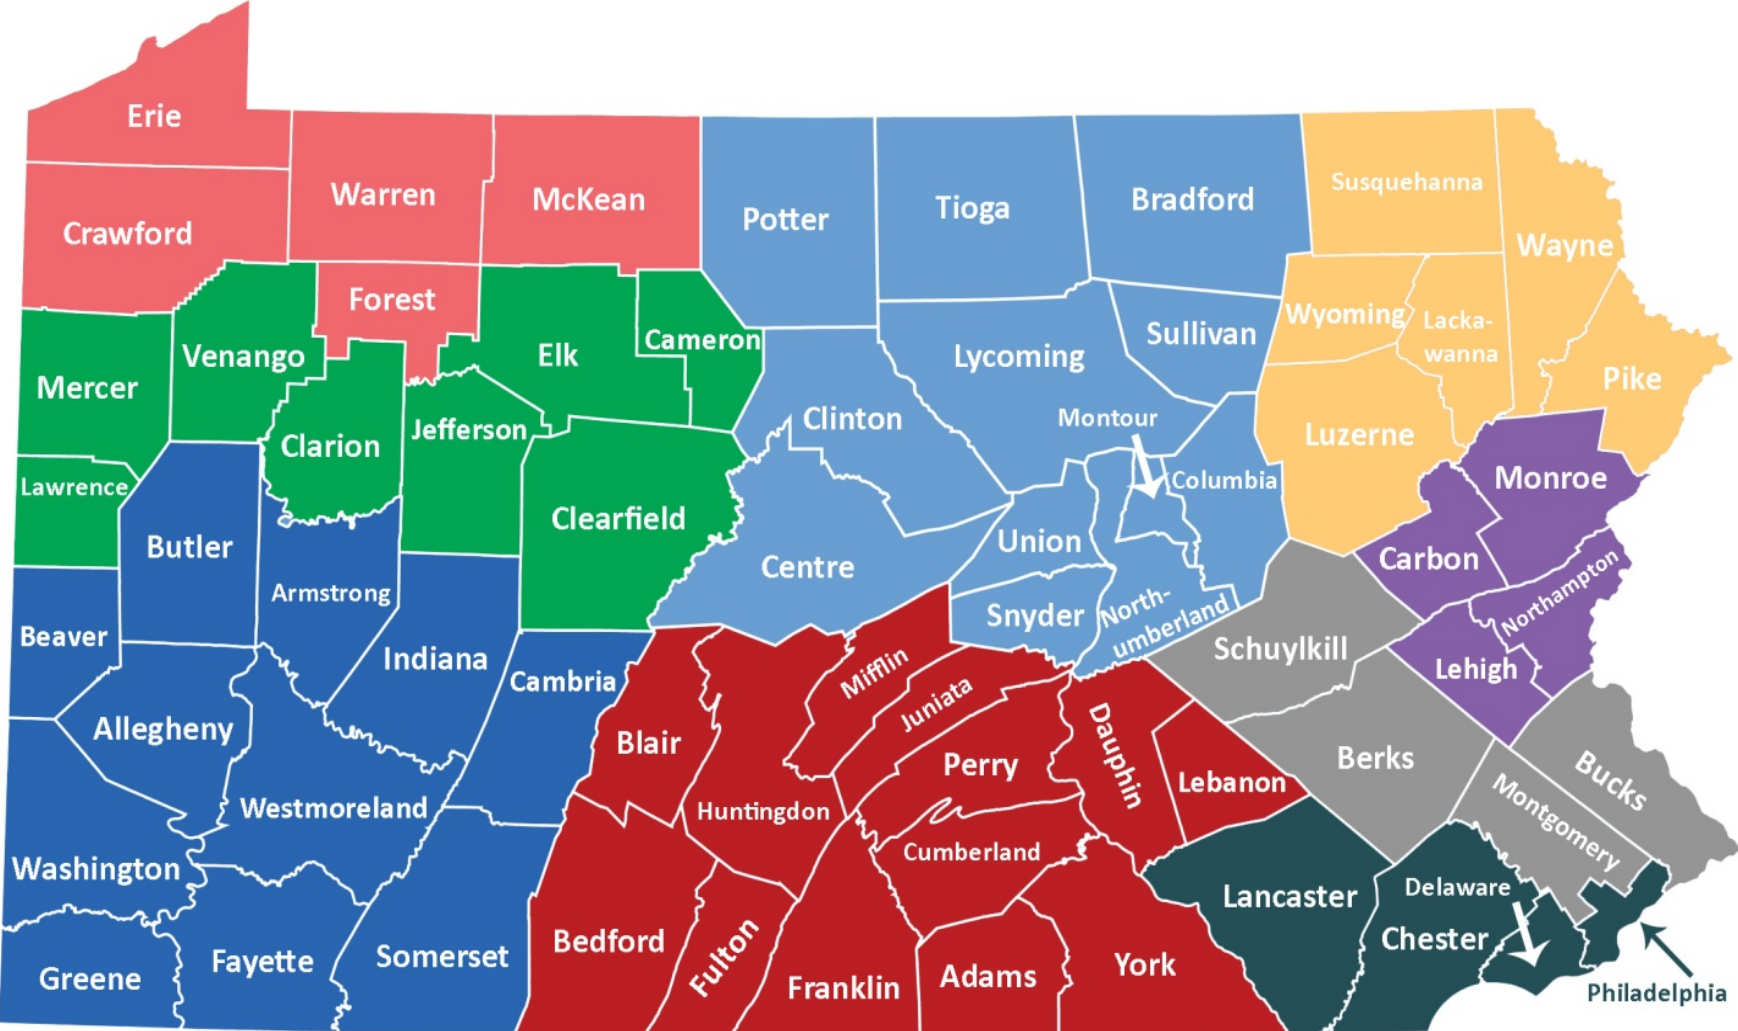 Erie
Warren
McKean
Susquehanna
Bradford
Tioga
Potter
Crawford
Wayne
Forest
Wyoming
Lacka-
wanna
Sullivan
Cameron
Elk
Venango
Lycoming
Pike
Mercer
Clinton
Montour
Jefferson
Luzerne
Clarion
Columbia
Monroe
Lawrence
Clearfield
Union
Butler
Carbon
Centre
Armstrong
Northampton
North-
umberland
Snyder
Beaver
Schuylkill
Indiana
Lehigh
Cambria
Mifflin
Juniata
Allegheny
Blair
Dauphin
Berks
Perry
Lebanon
Bucks
Westmoreland
Huntingdon
Montgomery
Cumberland
Washington
Delaware
Lancaster
Chester
Bedford
Fulton
Somerset
Fayette
York
Greene
Adams
Franklin
Philadelphia